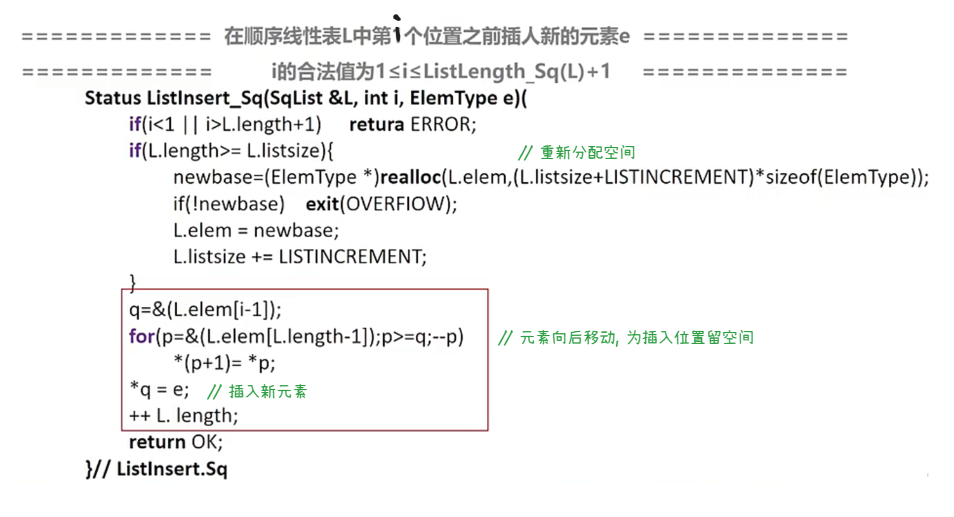 ============= 在顺序线性表L中第i个位置之前插人新的元素e ==============
============= i的合法值为1≤i≤ListLength_Sq(L)+1 ==============
Status ListInsert_Sq(SqList &L, int i, ElemType e)(
if(i<1 || i>L.length+1) retura ERROR;
if(L.length>= L.listsize){ // 重新分配空间
newbase=(ElemType *)realloc(L.elem,(L.listsize+LISTINCREMENT)*sizeof(ElemType));
if(!newbase) exit(OVERFIOW);
L.elem = newbase;
L.listsize += LISTINCREMENT;
}
q=&(L.elem[i-1]);
for(p=&(L.elem[L.length-1]);p>=q;--p) // 元素向后移动, 为插入位置留空间
*(p+1)= *p;
*q = e; // 插入新元素
++ L. length;
return OK;
}// ListInsert.Sq